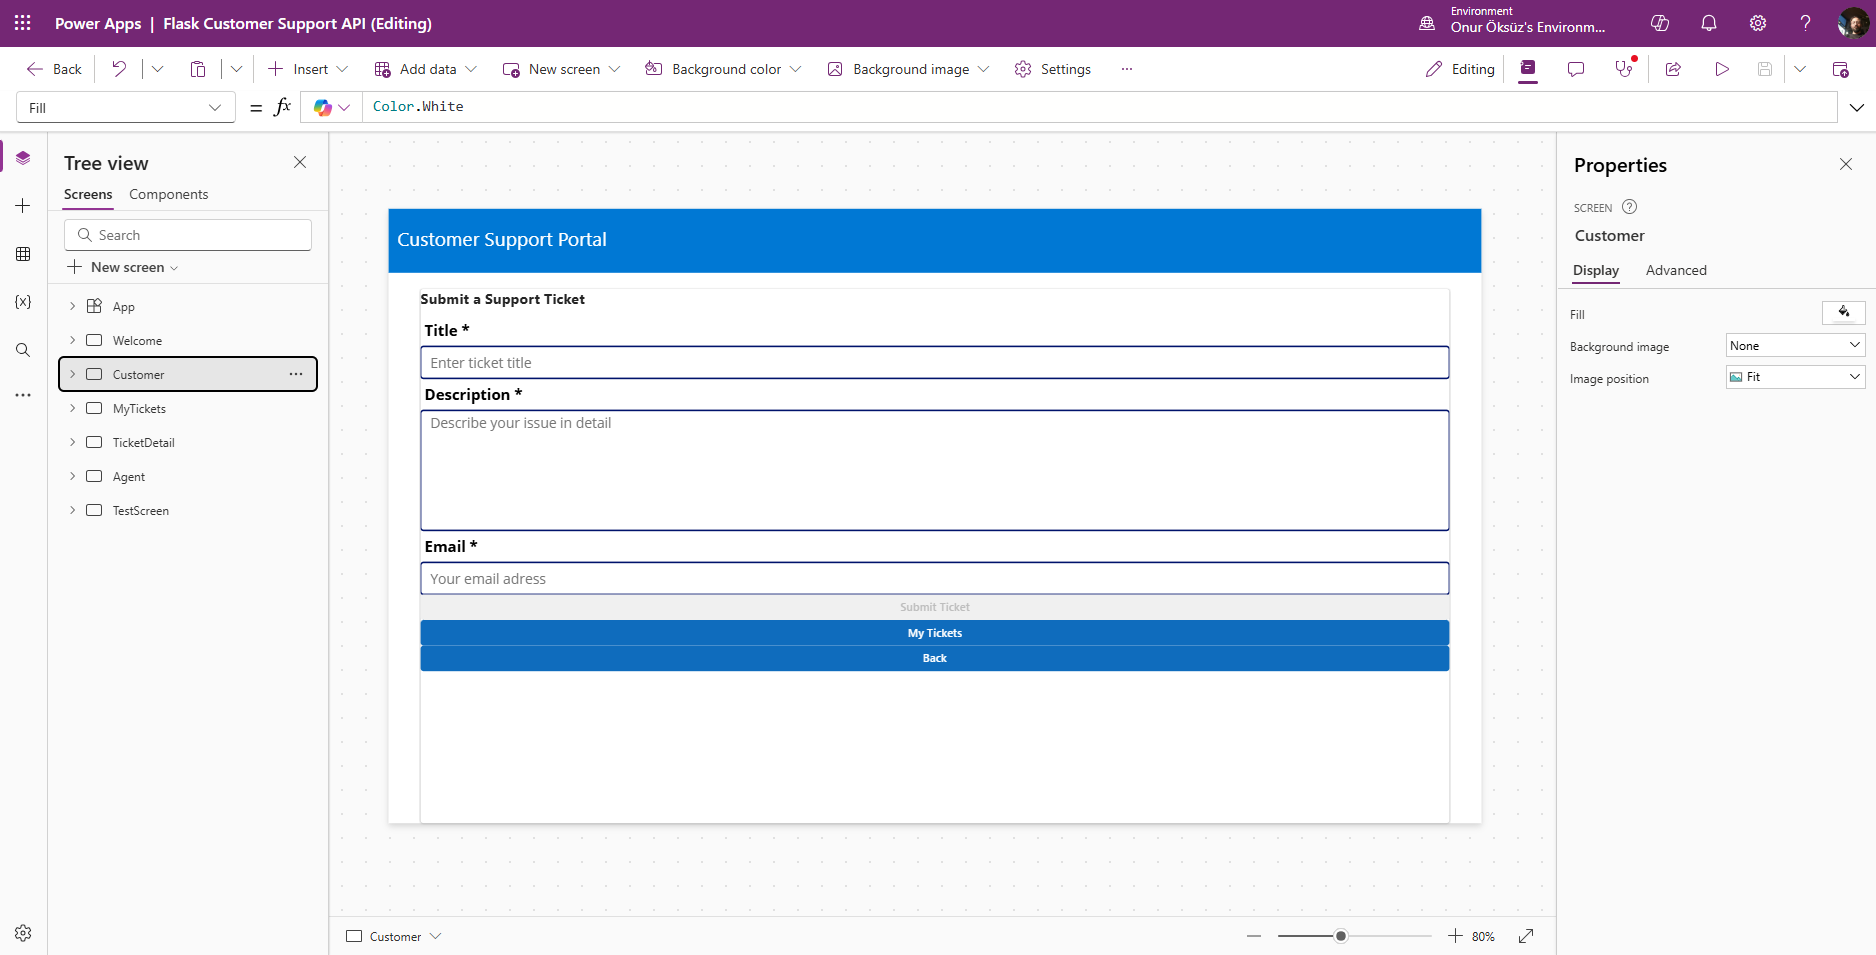 Power Apps | Flask Customer Support API (Editing)
Environment
Onur Öksüz's Environm...
Back
Insert
Add data
New screen
Background color
Background image
Settings
...
Editing
Fill
= fx
Color.White
Tree view
Screens Components
Search
New screen
App
Welcome
Customer ...
MyTickets
TicketDetail
Agent
TestScreen
Customer Support Portal
Submit a Support Ticket
Title *
Enter ticket title
Description *
Describe your issue in detail
Email *
Your email adress
Submit Ticket
My Tickets
Back
Customer
80%
Properties
SCREEN
Customer
Display Advanced
Fill
Background image None
Image position Fit